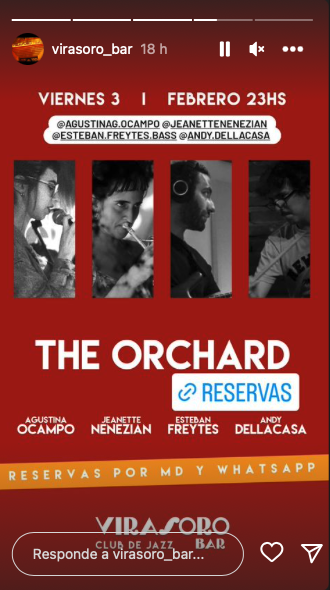 virasoro_bar 18 h
VIERNES 3 | FEBRERO 23HS
@AGUSTINAG.OCAMPO @JEANETTENENEZIAN
@ESTEBAN.FREYTES.BASS @ANDY.DELLACASA
THE ORCHARD
RESERVAS
AGUSTINA
OCAMPO
JEANETTE
NENEZIAN
ESTEBAN
FREYTES
ANDY
DELLACASA
RESERVAS POR MD Y WHATSAPP
VIRASORO
CLUB DE JAZZ BAR
Responde a virasoro_bar...